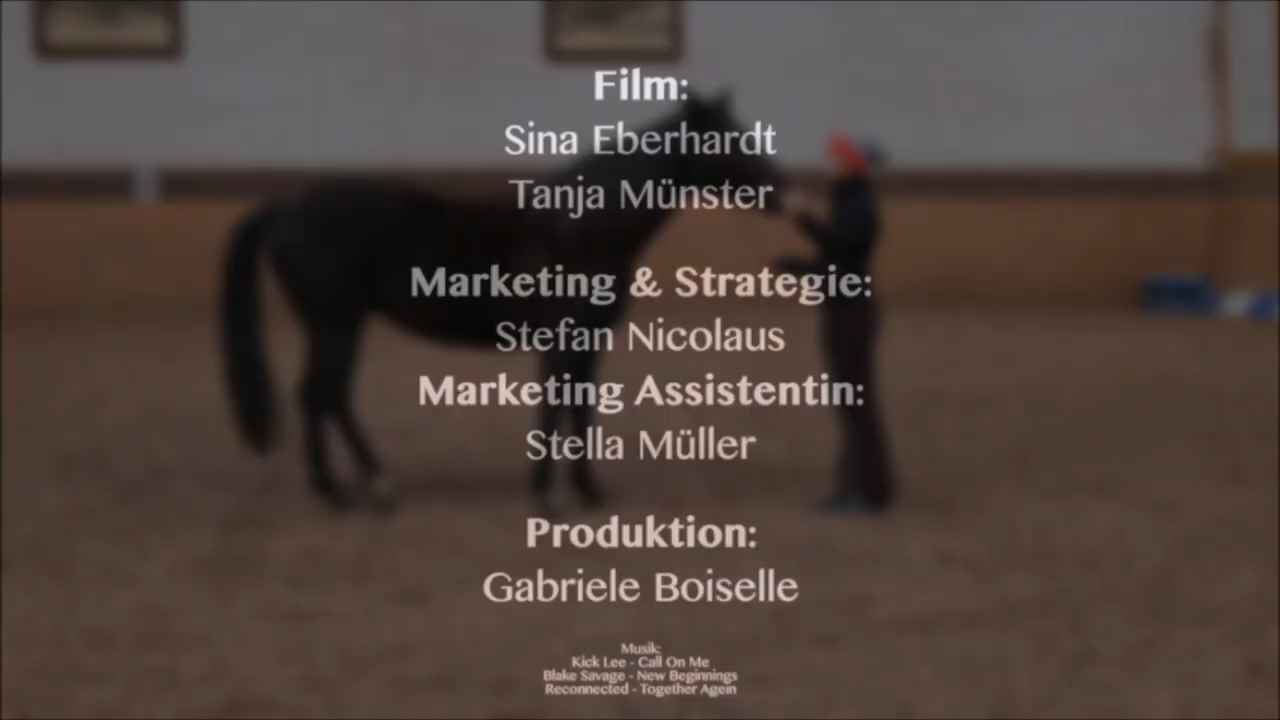 Film:
Sina Eberhardt
Tanja Münster
Marketing & Strategie:
Stefan Nicolaus
Marketing Assistentin:
Stella Müller
Produktion:
Gabriele Boiselle
Musik:
Kick Lee - Call On Me
Blake Savage - New Beginnings
Reconnected - Together Agein